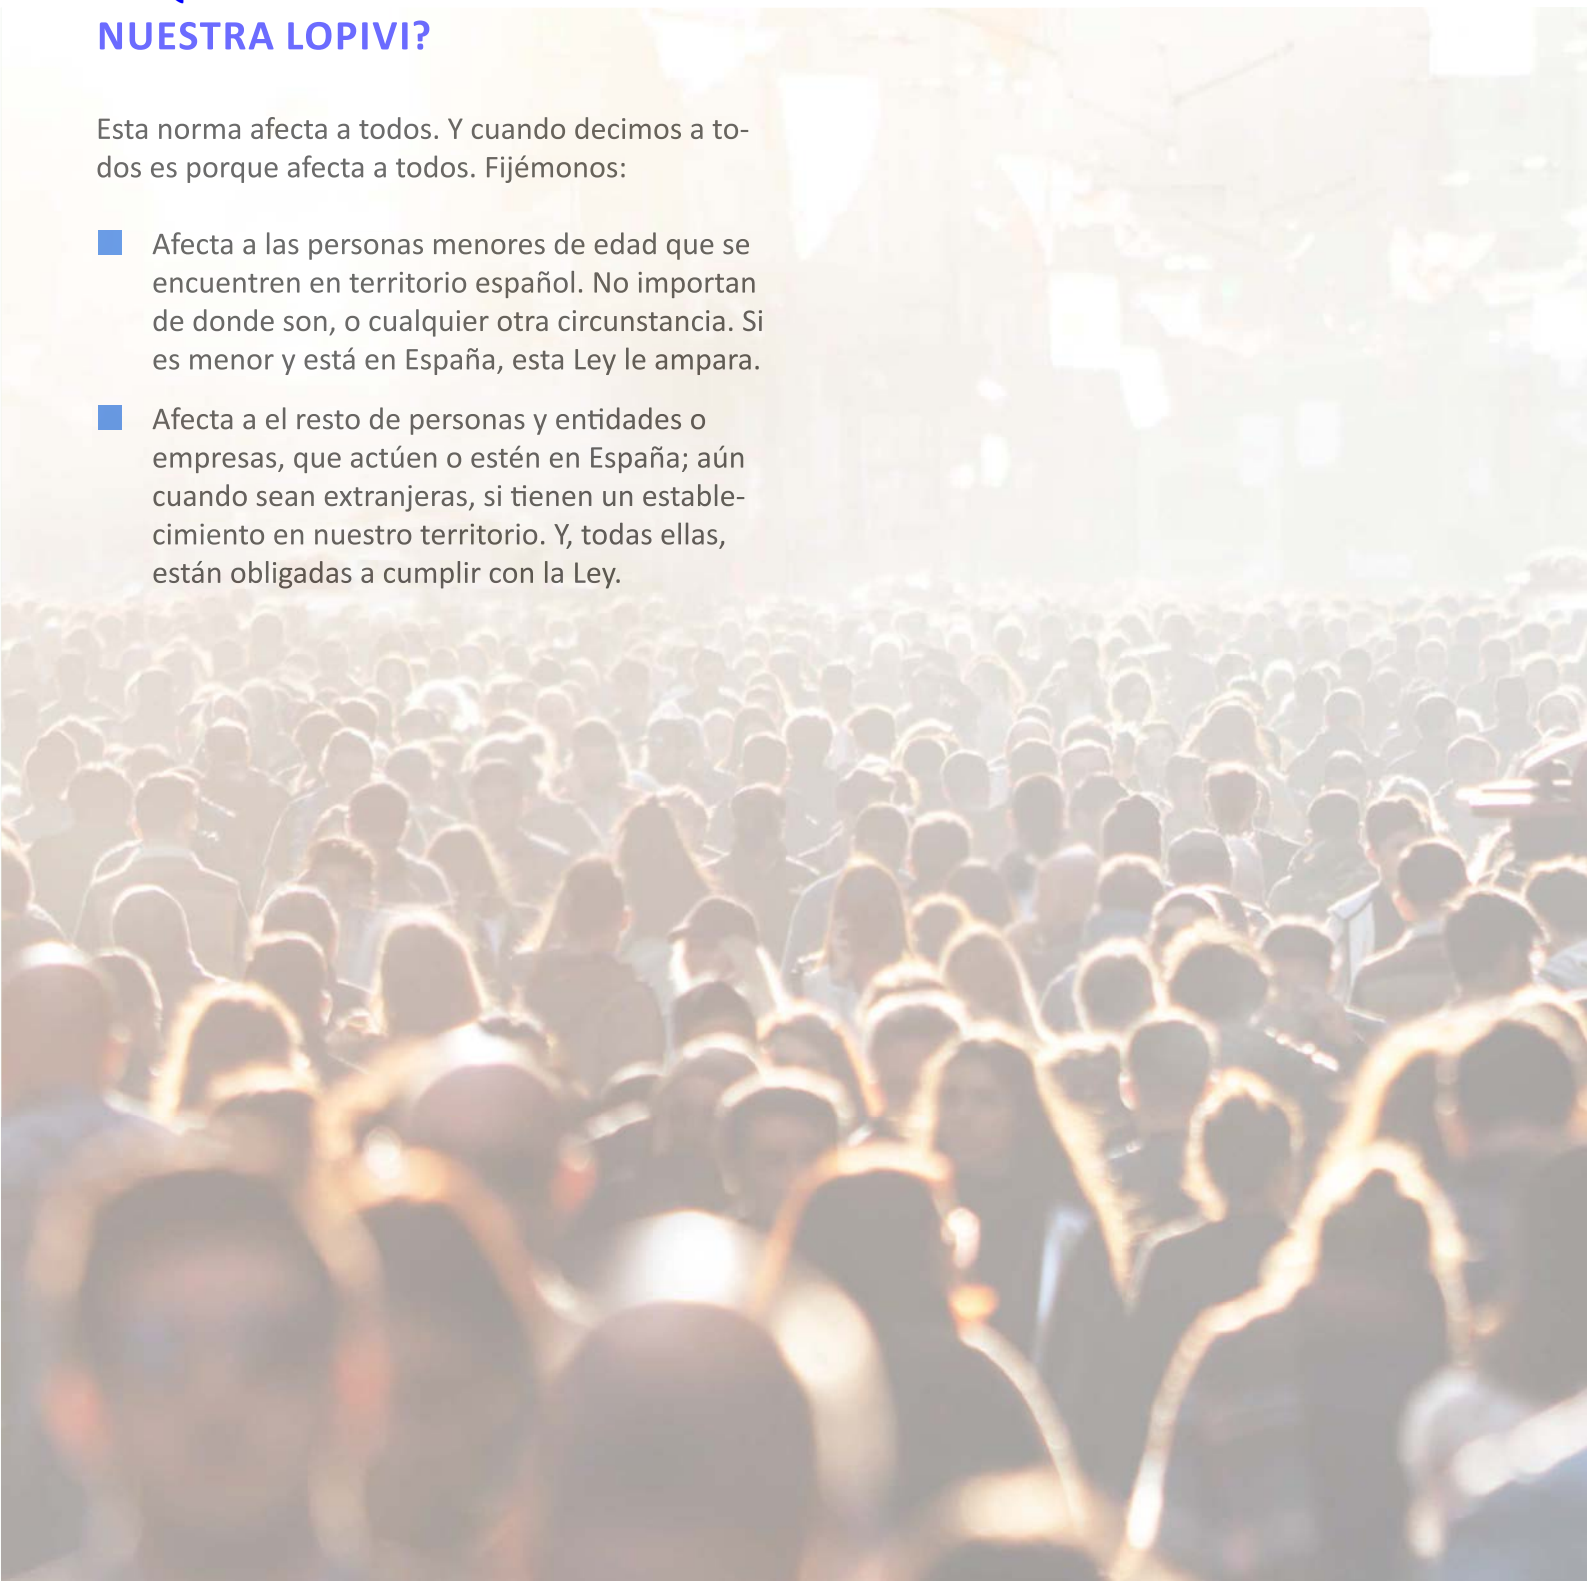 NUESTRA LOPIVI?
Esta norma afecta a todos. Y cuando decimos a to-
dos es porque afecta a todos. Fijémonos:
Afecta a las personas menores de edad que se
encuentren en territorio español. No importan
de donde son, o cualquier otra circunstancia. Si
es menor y está en España, esta Ley le ampara.
Afecta a el resto de personas y entidades o
empresas, que actúen o estén en España; aún
cuando sean extranjeras, si tienen un estable-
cimiento en nuestro territorio. Y, todas ellas,
están obligadas a cumplir con la Ley.